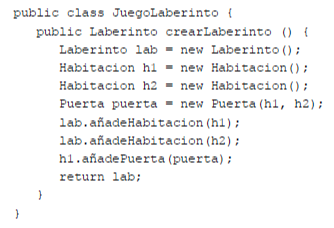 public class JuegoLaberinto {
public Laberinto crearLaberinto () {
Laberinto lab = new Laberinto();
Habitacion h1 = new Habitacion();
Habitacion h2 = new Habitacion();
Puerta puerta = new Puerta(h1, h2);
lab.añadeHabitacion(h1);
lab.añadeHabitacion(h2);
h1.añadePuerta(puerta);
return lab;
}
}